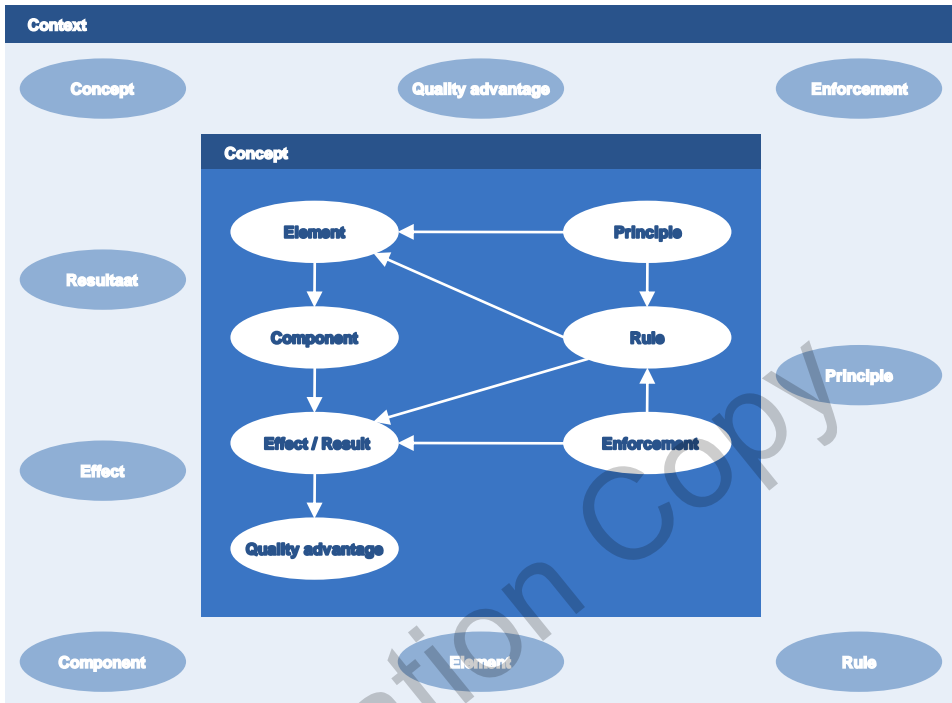 Context
Concept
Quality advantage
Enforcement
Concept
Element
Principle
Resultaat
Component
Rule
Principle
Effect / Result
Enforcement
Effect
Quality advantage
Component
Element
Rule
Copy